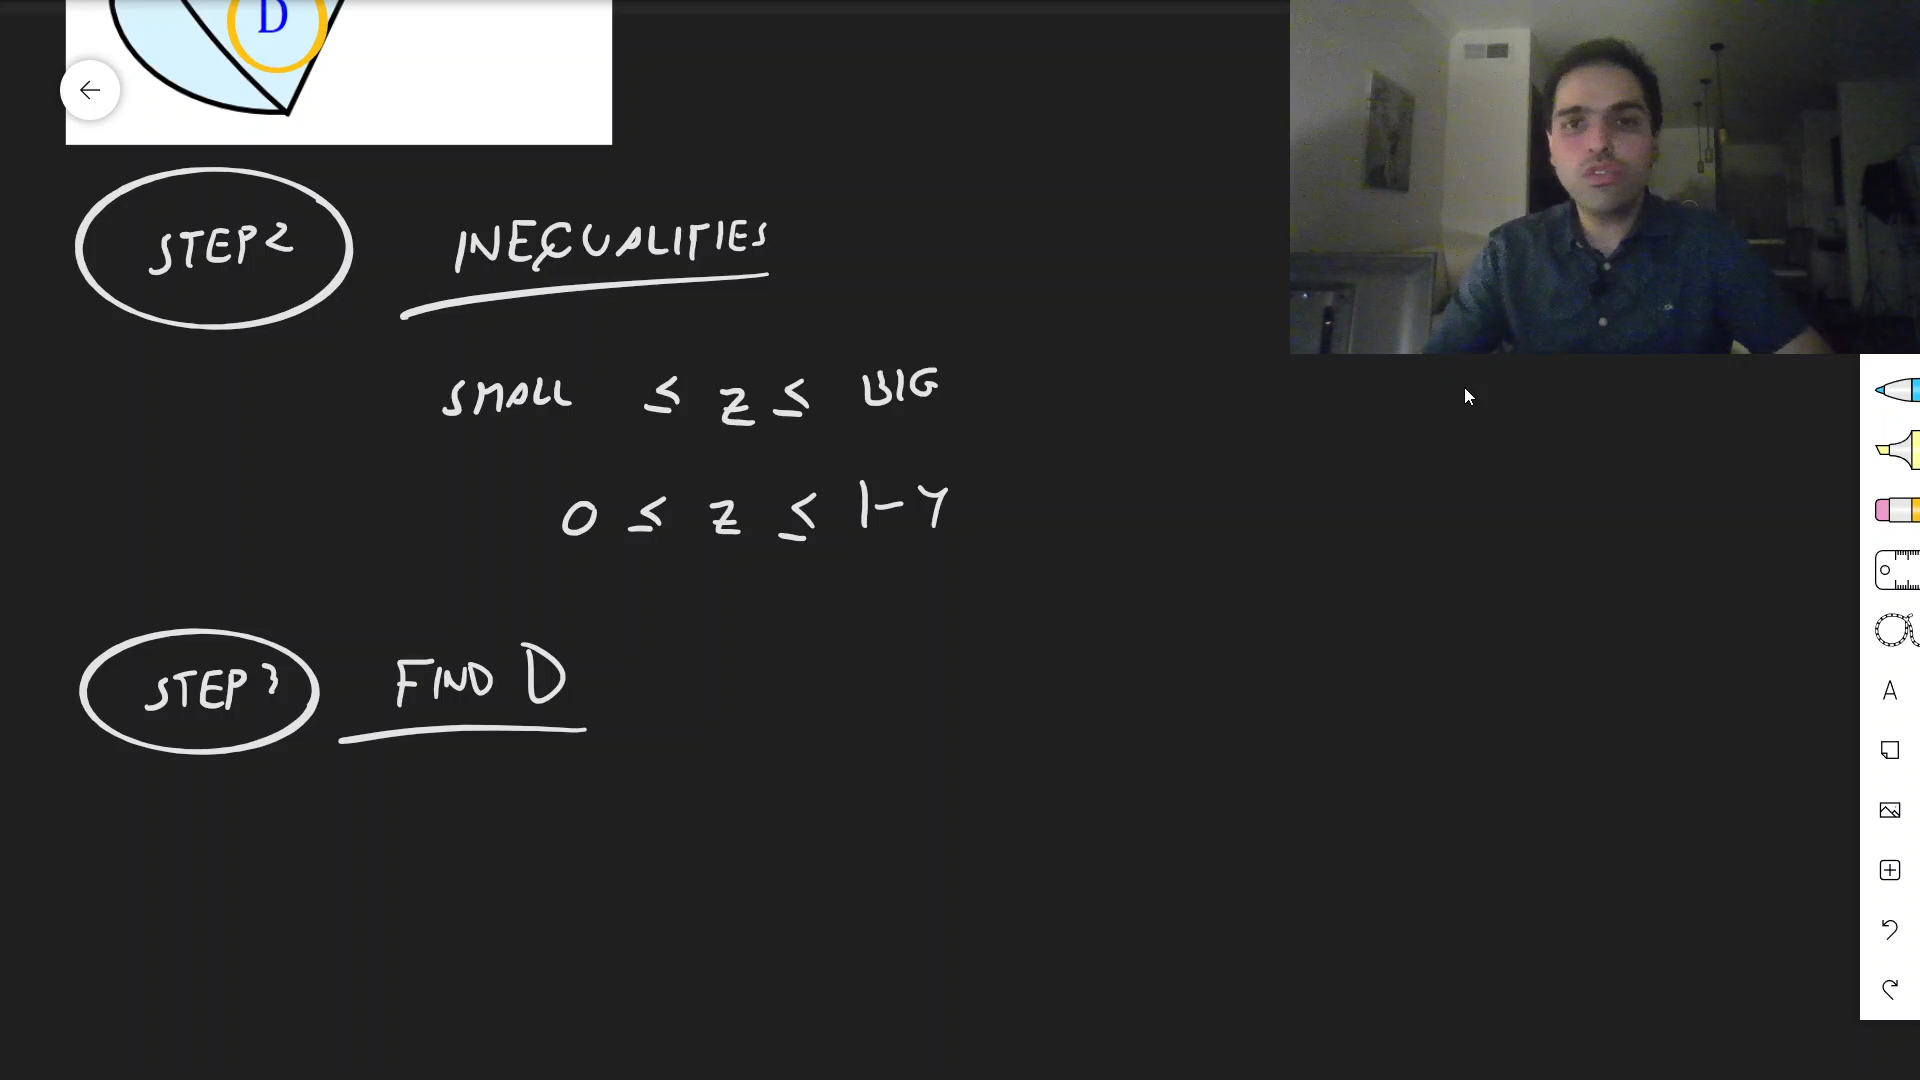 D
STEP 2 INEQUALITIES
SMALL ≤ z ≤ BIG
0 ≤ z ≤ 1-Y
STEP 3 FIND D
A